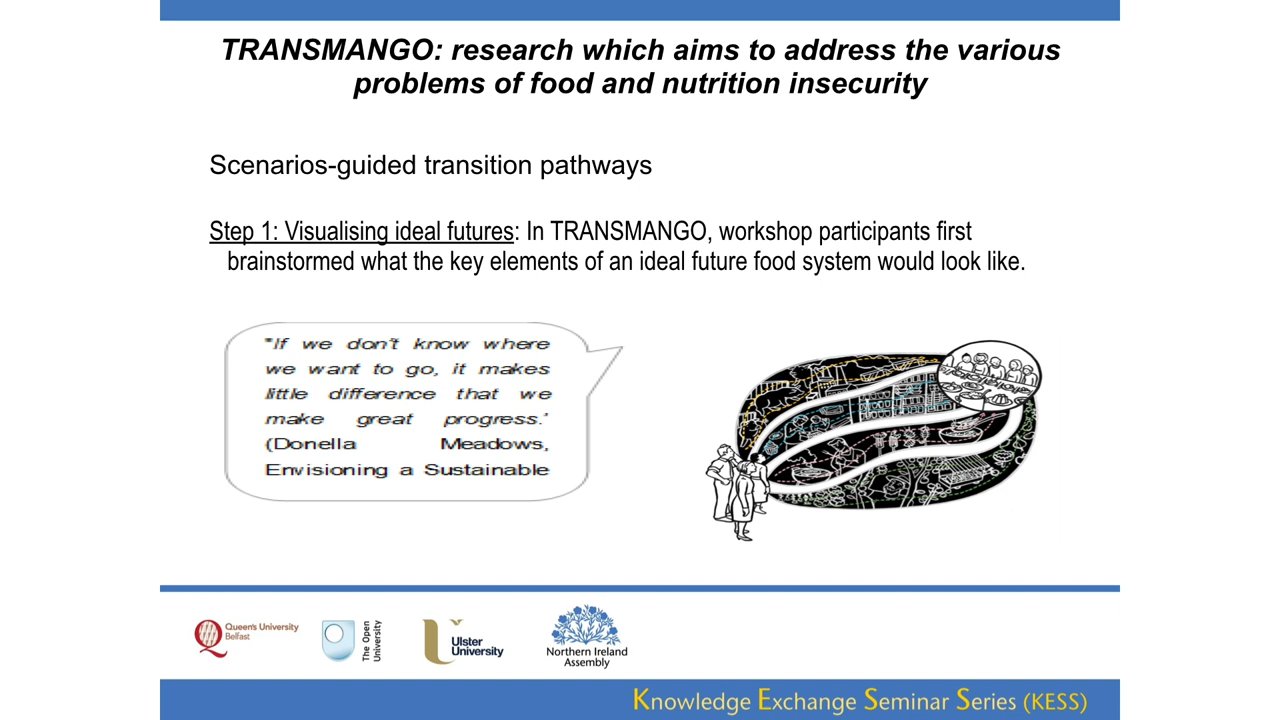 TRANSMANGO: research which aims to address the various
problems of food and nutrition insecurity
Scenarios-guided transition pathways
Step 1: Visualising ideal futures: In TRANSMANGO, workshop participants first
brainstormed what the key elements of an ideal future food system would look like.
"If we don't know where
we want to go, it makes
little difference that we
make great progress.'
(Donella Meadows,
Envisioning a Sustainable
Queen's University
Belfast
The Open
University
Ulster
University
Northern Ireland
Assembly
Knowledge Exchange Seminar Series (KESS)